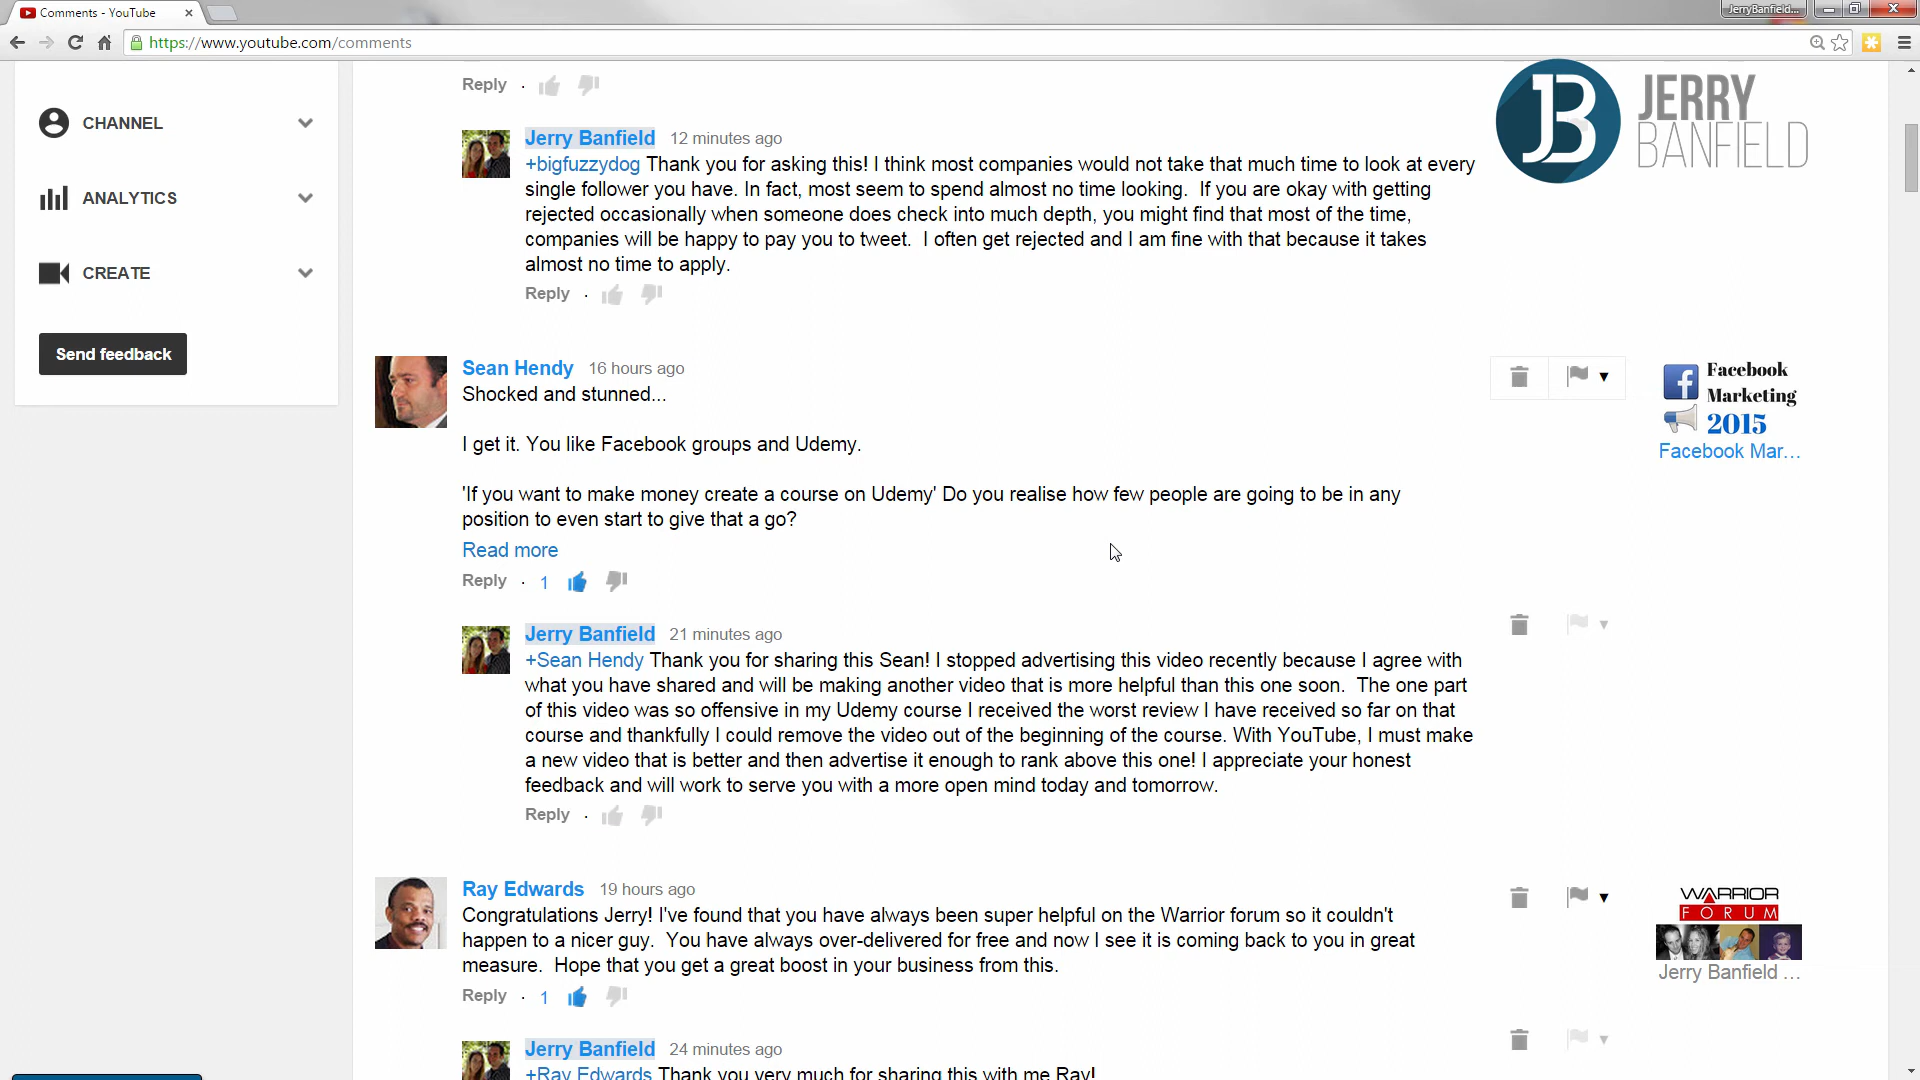 Comments - YouTube
JerryBanfield...
https://www.youtube.com/comments
CHANNEL
ANALYTICS
CREATE
Send feedback
JERRY
BANFIELD
Reply
Jerry Banfield 12 minutes ago
+bigfuzzydog Thank you for asking this! I think most companies would not take that much time to look at every
single follower you have. In fact, most seem to spend almost no time looking.  If you are okay with getting
rejected occasionally when someone does check into much depth, you might find that most of the time,
companies will be happy to pay you to tweet.  I often get rejected and I am fine with that because it takes
almost no time to apply.
Reply
Sean Hendy 16 hours ago
Shocked and stunned...
I get it. You like Facebook groups and Udemy.
'If you want to make money create a course on Udemy' Do you realise how few people are going to be in any
position to even start to give that a go?
Read more
Reply · 1
Facebook
Marketing
2015
Facebook Mar...
Jerry Banfield 21 minutes ago
+Sean Hendy Thank you for sharing this Sean! I stopped advertising this video recently because I agree with
what you have shared and will be making another video that is more helpful than this one soon.  The one part
of this video was so offensive in my Udemy course I received the worst review I have received so far on that
course and thankfully I could remove the video out of the beginning of the course. With YouTube, I must make
a new video that is better and then advertise it enough to rank above this one! I appreciate your honest
feedback and will work to serve you with a more open mind today and tomorrow.
Reply
Ray Edwards 19 hours ago
Congratulations Jerry! I've found that you have always been super helpful on the Warrior forum so it couldn't
happen to a nicer guy.  You have always over-delivered for free and now I see it is coming back to you in great
measure.  Hope that you get a great boost in your business from this.
Reply · 1
WARRIOR
FORUM
Jerry Banfield ...
Jerry Banfield 24 minutes ago
+Ray Edwards Thank you very much for sharing this with me Ray!